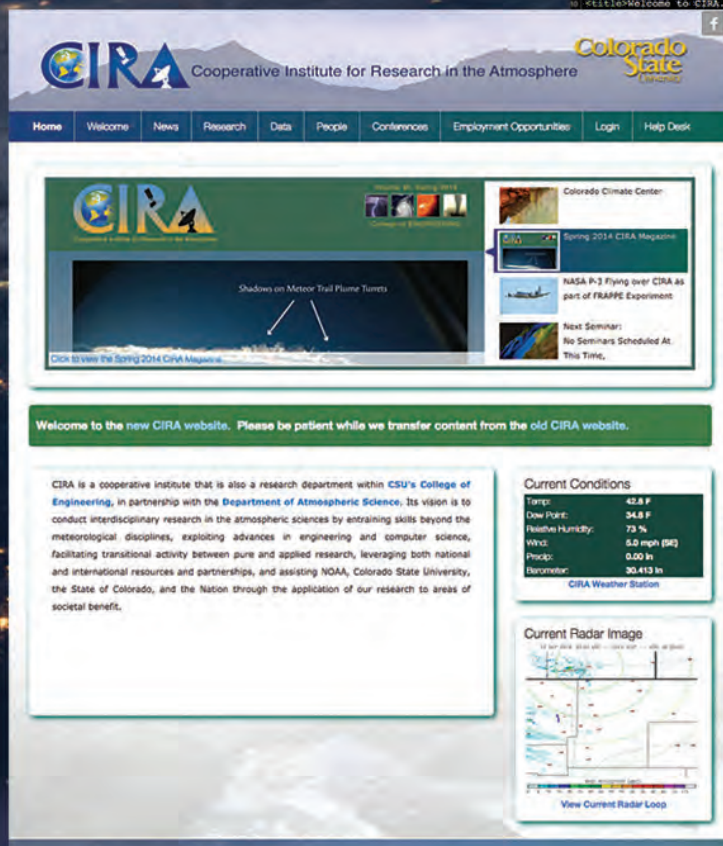 <title>Welcome to CIRA.
CIRA Cooperative Institute for Research in the Atmosphere
Colorado
State
University
Home Welcome News Research Data People Conferences Employment Opportunities Login Help Desk
CIRA
Shadows on Meteor Trail Plume Turrets
Click to view the Spring 2014 CIRA Magazine
Colorado Climate Center
Spring 2014 CIRA Magazine
NASA P-3 Flying over CIRA as
part of FRAPPE Experiment
Next Seminar:
No Seminars Scheduled At
This Time,
Welcome to the new CIRA website. Please be patient while we transfer content from the old CIRA website.
CIRA is a cooperative institute that is also a research department within CSU's College of
Engineering, in partnership with the Department of Atmospheric Science. Its vision is to
conduct interdisciplinary research in the atmospheric sciences by entraining skills beyond the
meteorological disciplines, exploiting advances in engineering and computer science,
facilitating transitional activity between pure and applied research, leveraging both national
and international resources and partnerships, and assisting NOAA, Colorado State University,
the State of Colorado, and the Nation through the application of our research to areas of
societal benefit.
Current Conditions
Temp: 42.8 F
Dew Point: 34.8 F
Relative Humidity: 73 %
Wind: 5.0 mph (SE)
Precip: 0.00 in
Barometer: 30.413 in
CIRA Weather Station
Current Radar Image
View Current Radar Loop